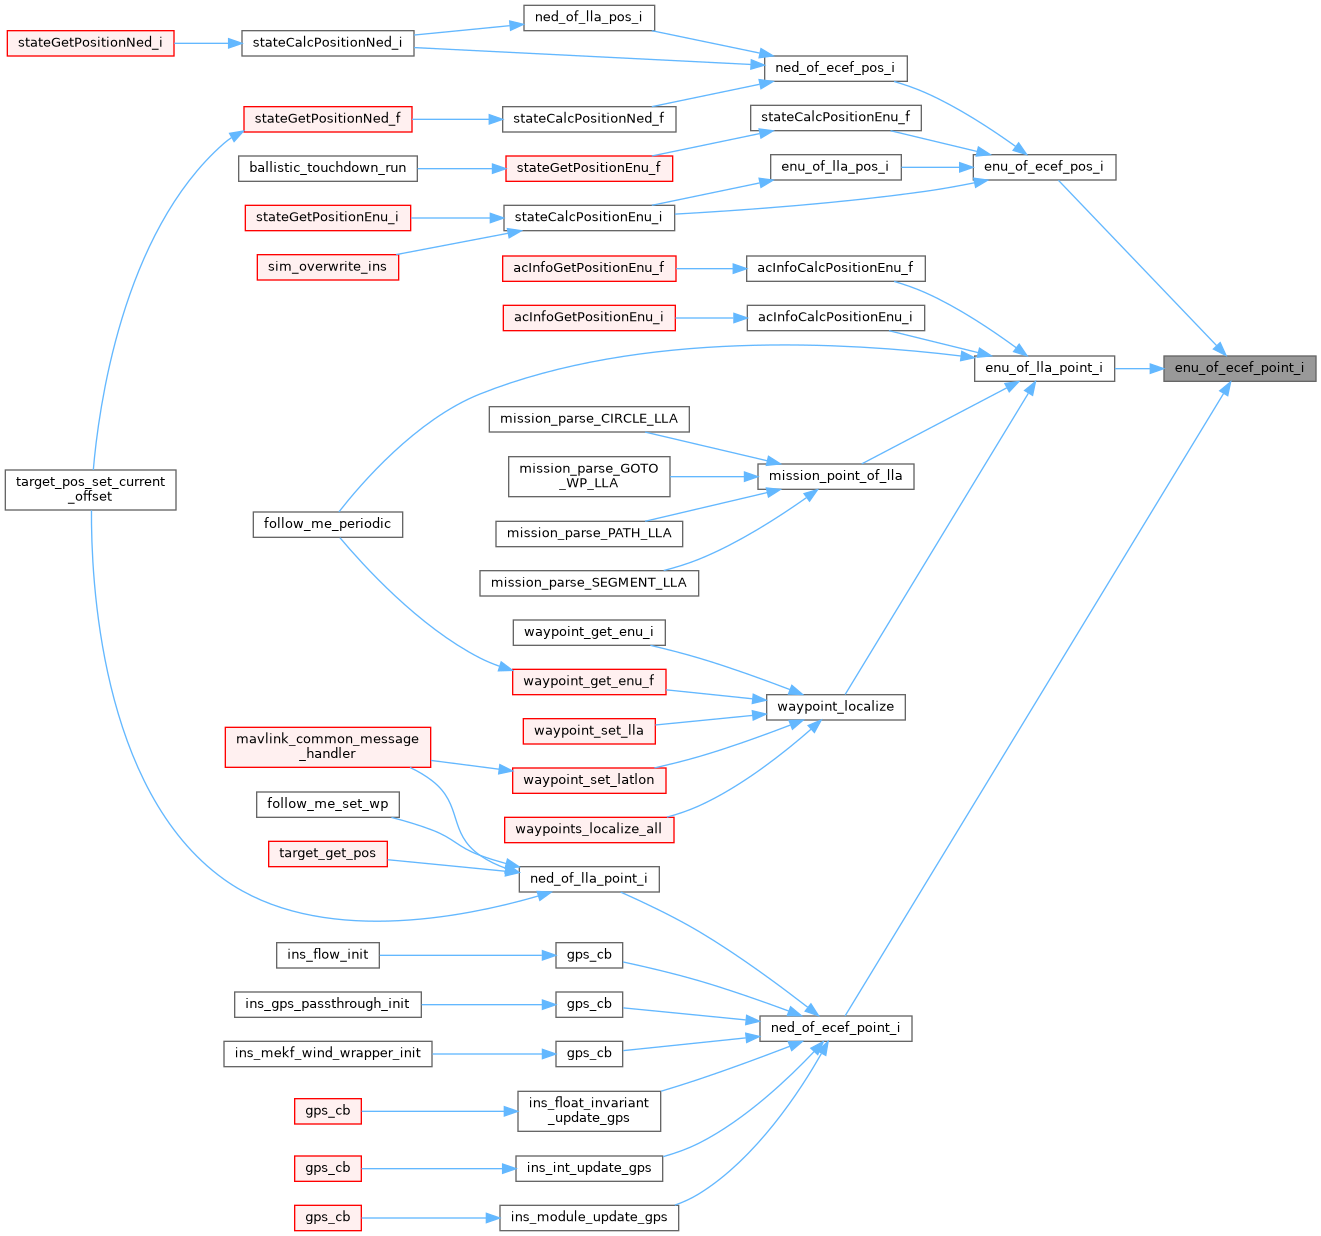 ned_of_lla_pos_i
stateGetPositionNed_i
stateCalcPositionNed_i
ned_of_ecef_pos_i
stateGetPositionNed_f
stateCalcPositionNed_f
stateCalcPositionEnu_f
ballistic_touchdown_run
stateGetPositionEnu_f
enu_of_lla_pos_i
enu_of_ecef_pos_i
stateGetPositionEnu_i
stateCalcPositionEnu_i
sim_overwrite_ins
acInfoGetPositionEnu_f
acInfoCalcPositionEnu_f
acInfoGetPositionEnu_i
acInfoCalcPositionEnu_i
enu_of_lla_point_i
enu_of_ecef_point_i
mission_parse_CIRCLE_LLA
mission_parse_GOTO
_WP_LLA
mission_point_of_lla
target_pos_set_current
_offset
follow_me_periodic
mission_parse_PATH_LLA
mission_parse_SEGMENT_LLA
waypoint_get_enu_i
waypoint_get_enu_f
waypoint_localize
waypoint_set_lla
mavlink_common_message
_handler
waypoint_set_latlon
follow_me_set_wp
waypoints_localize_all
target_get_pos
ned_of_lla_point_i
ins_flow_init
gps_cb
ins_gps_passthrough_init
gps_cb
ned_of_ecef_point_i
ins_mekf_wind_wrapper_init
gps_cb
gps_cb
ins_float_invariant
_update_gps
gps_cb
ins_int_update_gps
gps_cb
ins_module_update_gps